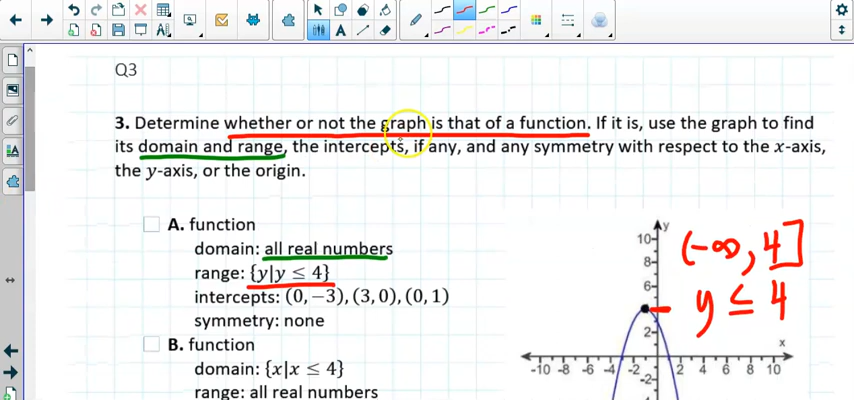 Q3
3. Determine whether or not the graph is that of a function. If it is, use the graph to find
its domain and range, the intercepts, if any, and any symmetry with respect to the x-axis,
the y-axis, or the origin.
A. function
domain: all real numbers
range: {y|y ≤ 4}
intercepts: (0, −3), (3, 0), (0, 1)
symmetry: none
B. function
domain: {x|x ≤ 4}
range: all real numbers
y
10
8
6
2
x
-10 -8 -6 -4 2 4 6 8 10
-2
(-∞, 4]
y ≤ 4